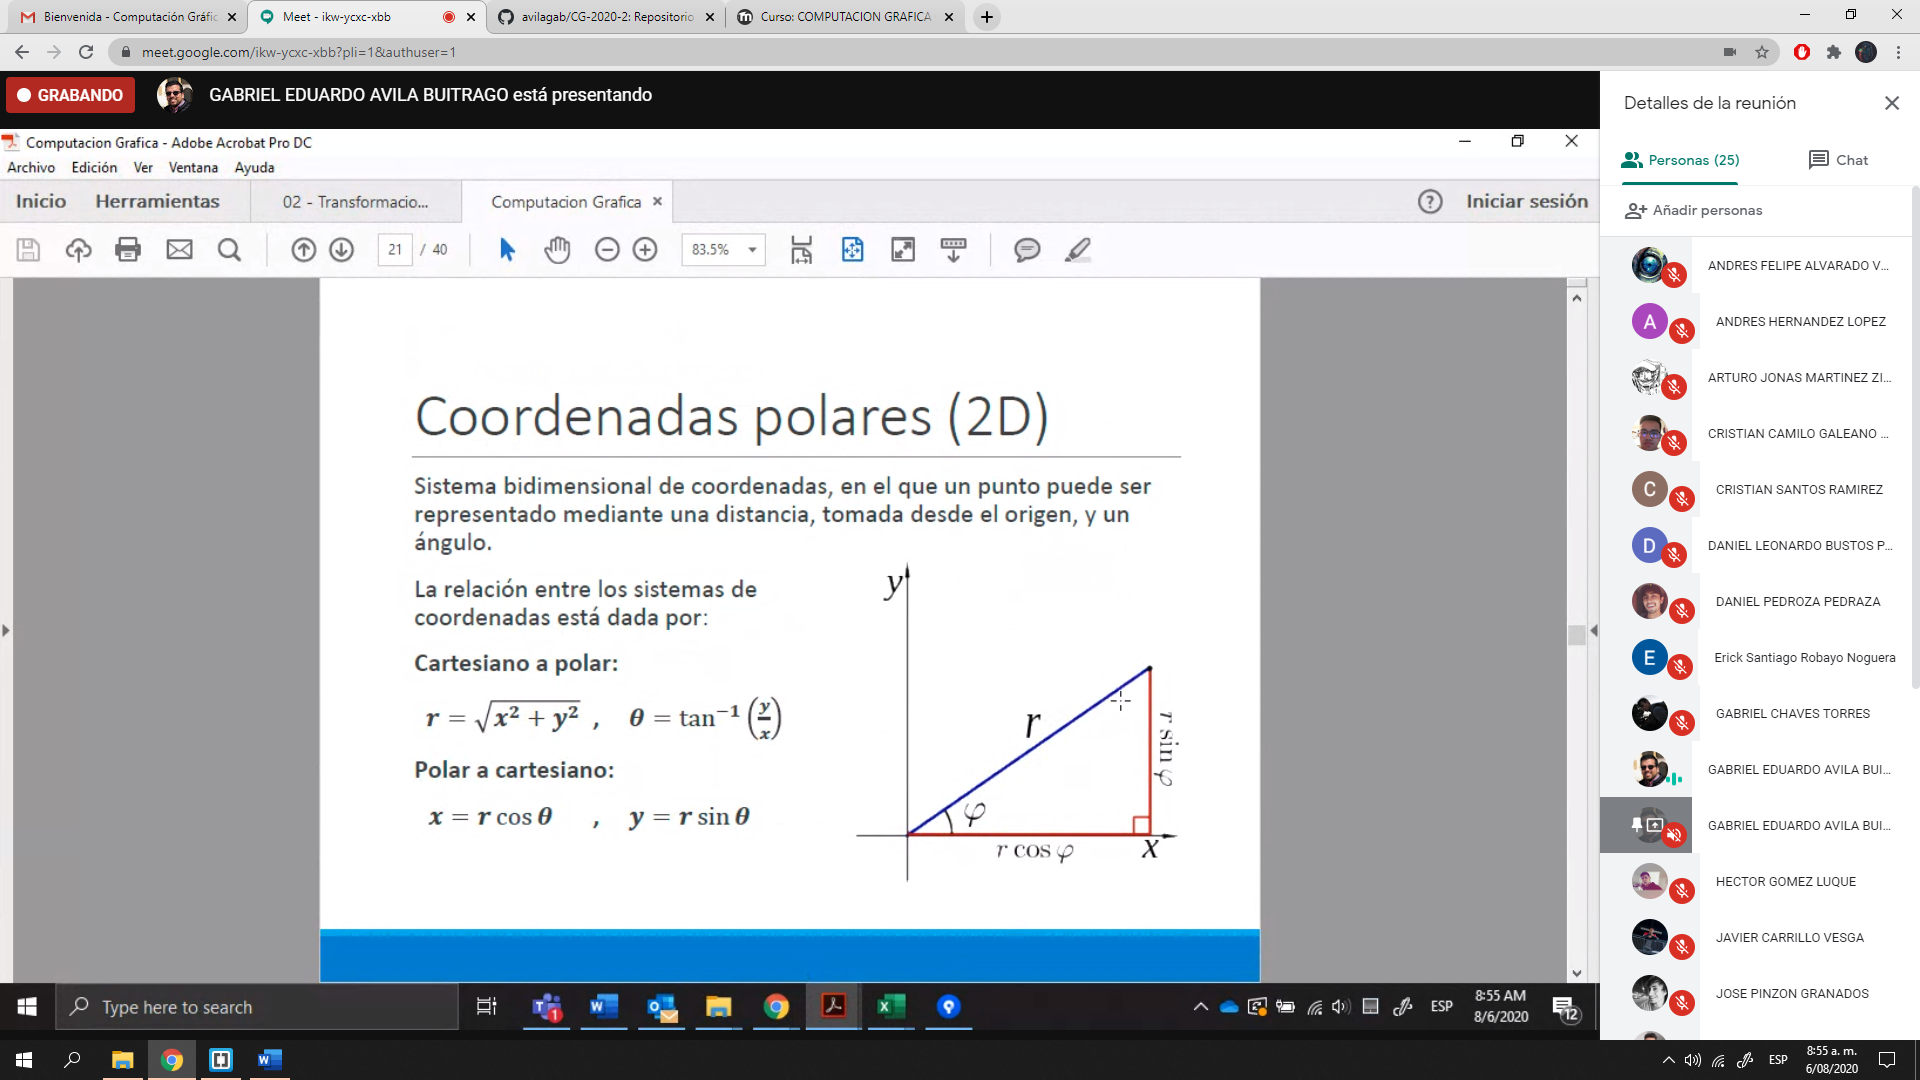 Bienvenida - Computación Gráfic
Meet - ikw-ycxc-xbb
avilagab/CG-2020-2: Repositorio
Curso: COMPUTACION GRAFICA
meet.google.com/ikw-ycxc-xbb?pli=1&authuser=1
GRABANDO
GABRIEL EDUARDO AVILA BUITRAGO está presentando
Detalles de la reunión
Personas (25)
Chat
Añadir personas
ANDRES FELIPE ALVARADO V...
A
ANDRES HERNANDEZ LOPEZ
ARTURO JONAS MARTINEZ ZI...
CRISTIAN CAMILO GALEANO ...
C
CRISTIAN SANTOS RAMIREZ
D
DANIEL LEONARDO BUSTOS P...
DANIEL PEDROZA PEDRAZA
E
Erick Santiago Robayo Noguera
GABRIEL CHAVES TORRES
GABRIEL EDUARDO AVILA BUI...
GABRIEL EDUARDO AVILA BUI...
HECTOR GOMEZ LUQUE
JAVIER CARRILLO VESGA
JOSE PINZON GRANADOS
Computacion Grafica - Adobe Acrobat Pro DC
Archivo Edición Ver Ventana Ayuda
Inicio Herramientas 02 - Transformacio... Computacion Grafica Iniciar sesión
21 / 40 83.5%
Coordenadas polares (2D)
Sistema bidimensional de coordenadas, en el que un punto puede ser
representado mediante una distancia, tomada desde el origen, y un
ángulo.
La relación entre los sistemas de
coordenadas está dada por:
Cartesiano a polar:
r = √(x² + y²) , θ = tan⁻¹ (y/x)
Polar a cartesiano:
x = r cos θ , y = r sin θ
y
r
φ
r sin φ
r cos φ
x
Type here to search
1
ESP
8:55 AM
8/6/2020
12
ESP
8:55 a. m.
6/08/2020